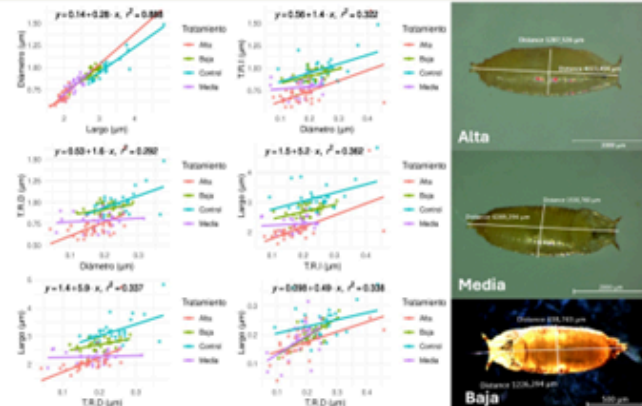 y = 0.14 + 0.28 · x,
Tratamiento
Alta
Baja
Control
Media
Diámetro (μm)
Largo (μm)
y = 0.56 + 1.4 · x, r² = 0.322
Tratamiento
Alta
Baja
Control
Media
T.R.I (μm)
Diámetro (μm)
y = 0.53 + 1.6 · x, r² = 0.292
Tratamiento
Alta
Baja
Control
Media
T.R.D (μm)
Diámetro (μm)
y = 1.5 + 5.2 · x, r² = 0.362
Tratamiento
Alta
Baja
Control
Media
Largo (μm)
T.R.I (μm)
y = 1.4 + 5.9 · x, r² = 0.337
Tratamiento
Alta
Baja
Control
Media
Largo (μm)
T.R.D (μm)
y = 0.098 + 0.49 · x, r² = 0.338
Tratamiento
Alta
Baja
Control
Media
Largo (μm)
T.R.D (μm)
Alta
Media
Baja
500 μm